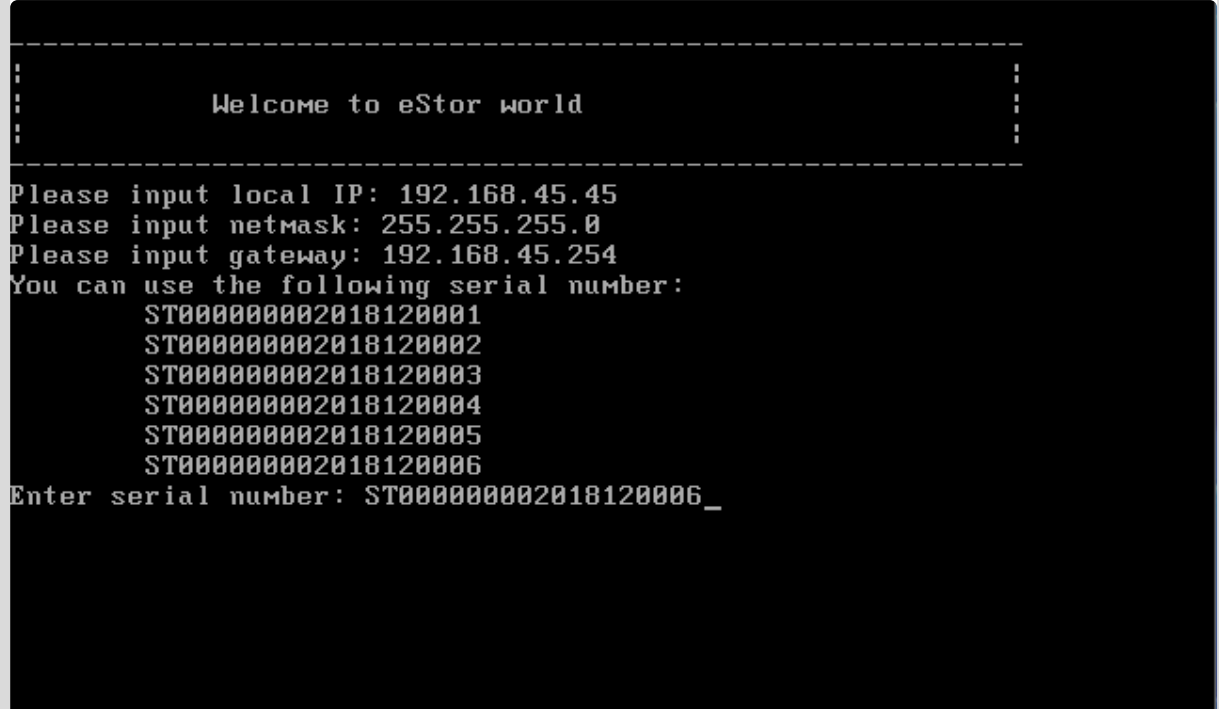 Welcome to eStor world
Please input local IP: 192.168.45.45
Please input netmask: 255.255.255.0
Please input gateway: 192.168.45.254
You can use the following serial number:
ST000000002018120001
ST000000002018120002
ST000000002018120003
ST000000002018120004
ST000000002018120005
ST000000002018120006
Enter serial number: ST000000002018120006_